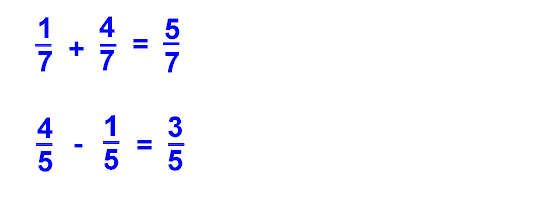 1/7 + 4/7 = 5/7
4/5 - 1/5 = 3/5